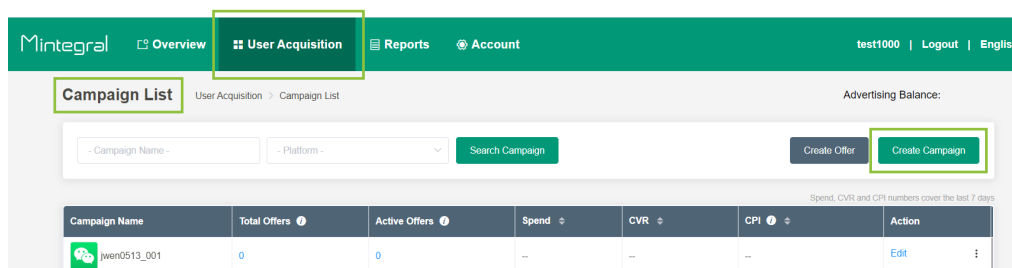 Mintegral Overview User Acquisition Reports Account test1000 | Logout | Englis
Campaign List User Acquisition > Campaign List Advertising Balance:
- Campaign Name - - Platform - Search Campaign Create Offer Create Campaign
Spend, CVR and CPI numbers cover the last 7 days
Campaign Name Total Offers Active Offers Spend CVR CPI Action
jwen0513_001 0 0 -- -- -- Edit